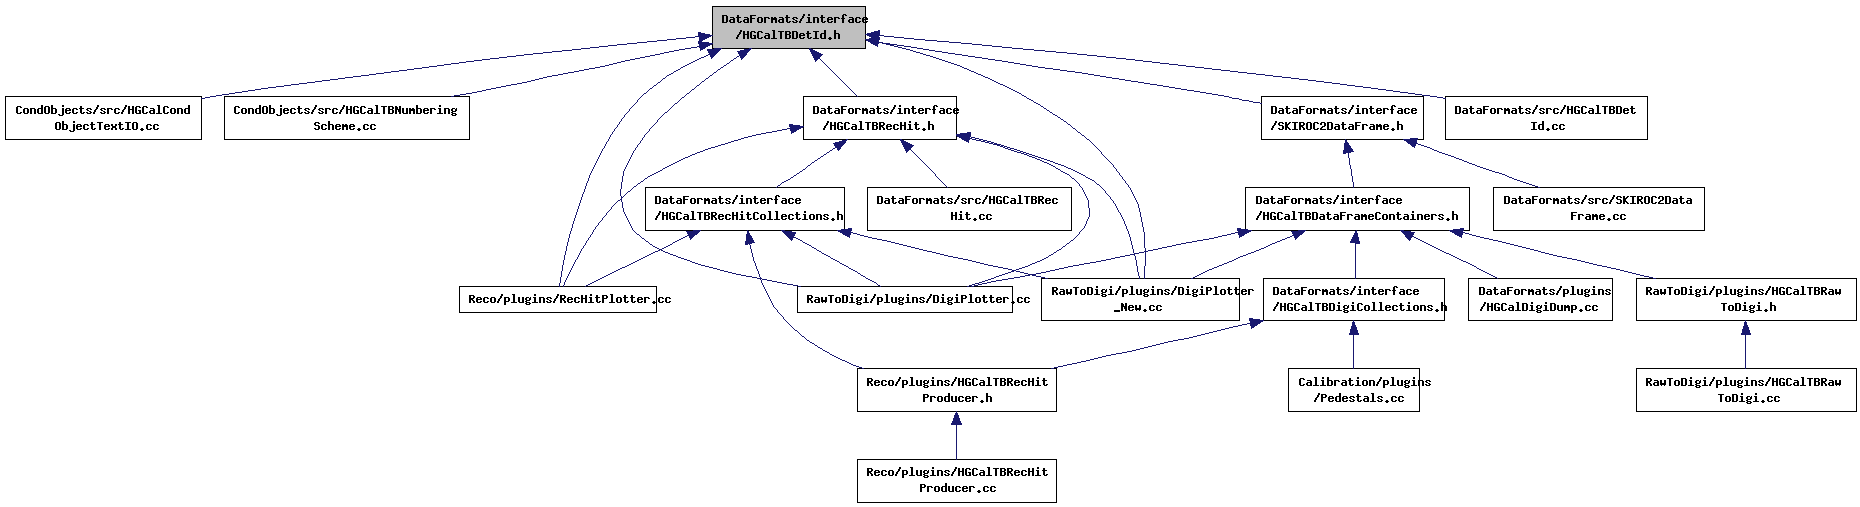 DataFormats/interface
/HGCalTBDetId.h
CondObjects/src/HGCalCond
ObjectTextIO.cc
CondObjects/src/HGCalTBNumbering
Scheme.cc
DataFormats/interface
/HGCalTBRecHit.h
DataFormats/interface
/SKIROC2DataFrame.h
DataFormats/src/HGCalTBDet
Id.cc
DataFormats/interface
/HGCalTBRecHitCollections.h
DataFormats/src/HGCalTBRec
Hit.cc
DataFormats/interface
/HGCalTBDataFrameContainers.h
DataFormats/src/SKIROC2Data
Frame.cc
Reco/plugins/RecHitPlotter.cc
RawToDigi/plugins/DigiPlotter.cc
RawToDigi/plugins/DigiPlotter
_New.cc
DataFormats/interface
/HGCalTBDigiCollections.h
DataFormats/plugins
/HGCalDigiDump.cc
RawToDigi/plugins/HGCalTBRaw
ToDigi.h
Reco/plugins/HGCalTBRecHit
Producer.h
Calibration/plugins
/Pedestals.cc
RawToDigi/plugins/HGCalTBRaw
ToDigi.cc
Reco/plugins/HGCalTBRecHit
Producer.cc